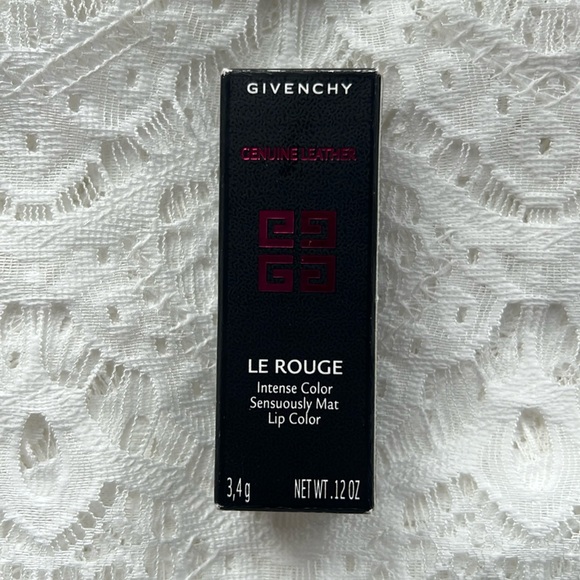 GIVENCHY
GENUINE LEATHER
LE ROUGE
Intense Color
Sensuously Mat
Lip Color
3,4 g NET WT .12 OZ